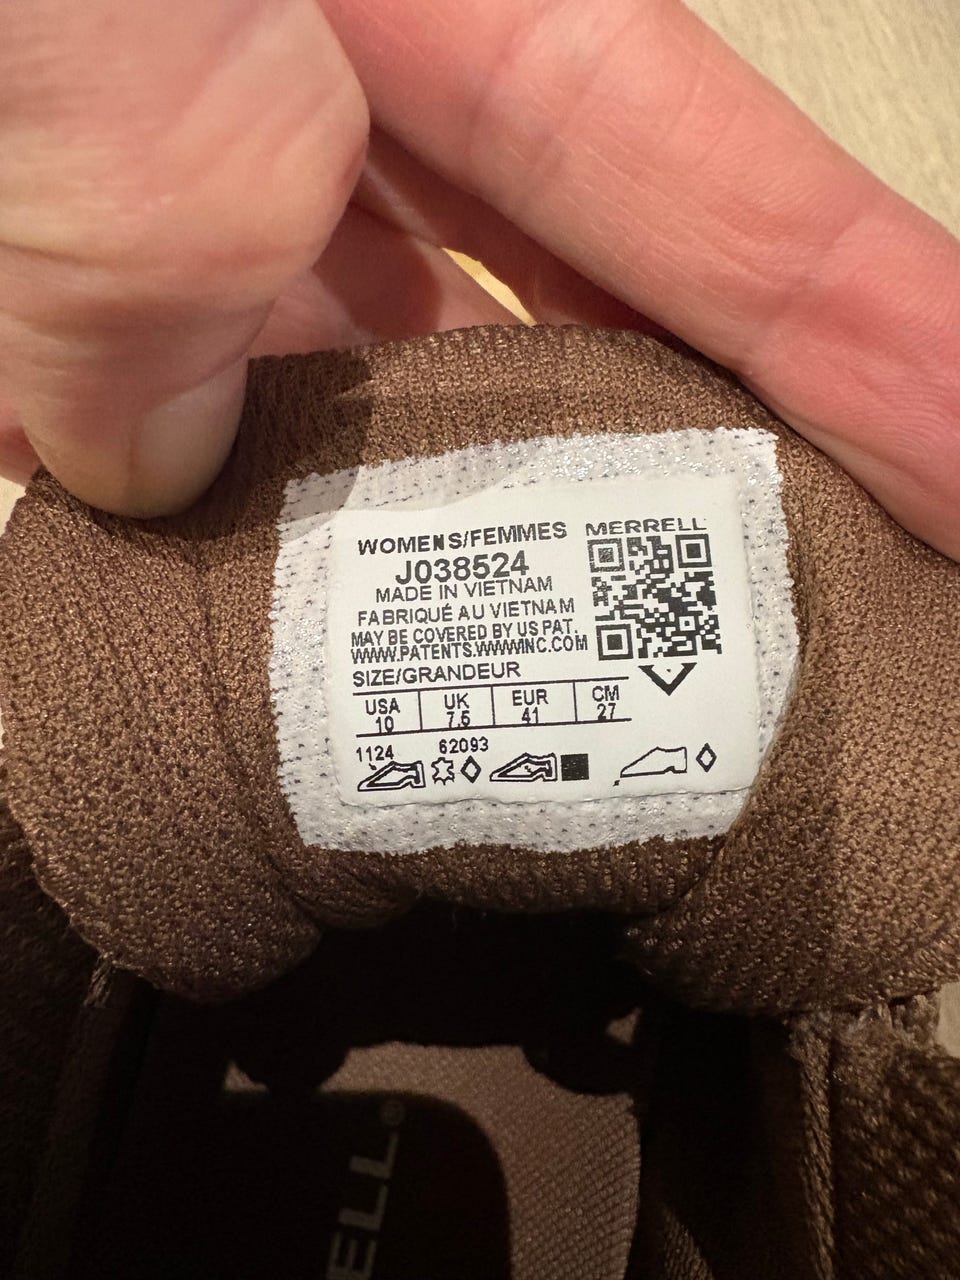 WOMENS/FEMMES
MERRELL
J038524
MADE IN VIETNAM
FABRIQUÉ AU VIETNAM
MAY BE COVERED BY US PAT.
WWW.PATENTS.WWWINC.COM
SIZE/GRANDEUR
USA UK EUR CM
10 7.5 41 27
1124 62093
ELL®